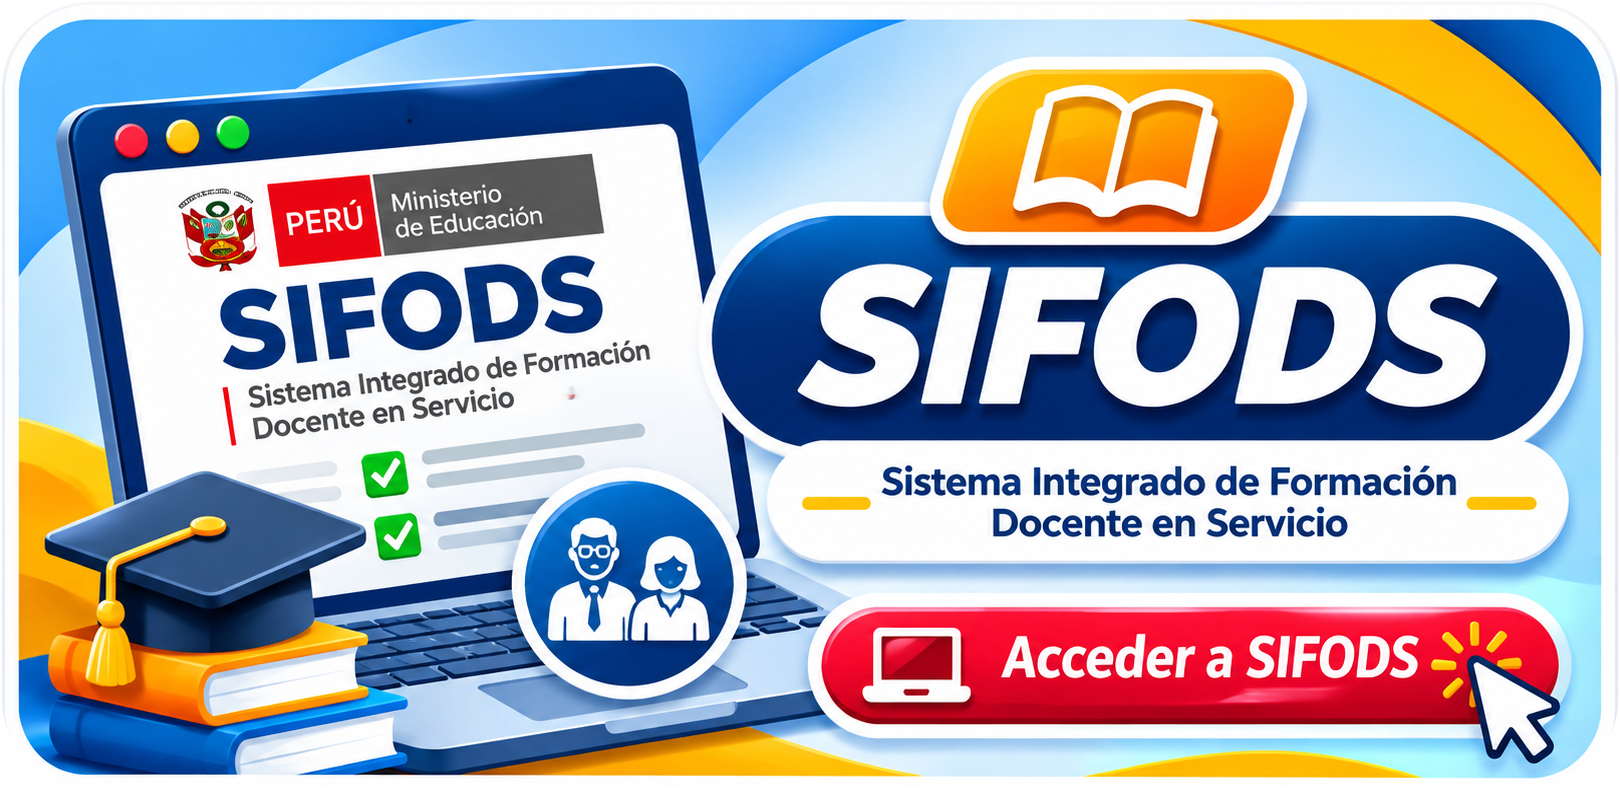 PERÚ
Ministerio
de Educación
SIFODS
Sistema Integrado de Formación
Docente en Servicio
SIFODS
Sistema Integrado de Formación
Docente en Servicio
Acceder a SIFODS